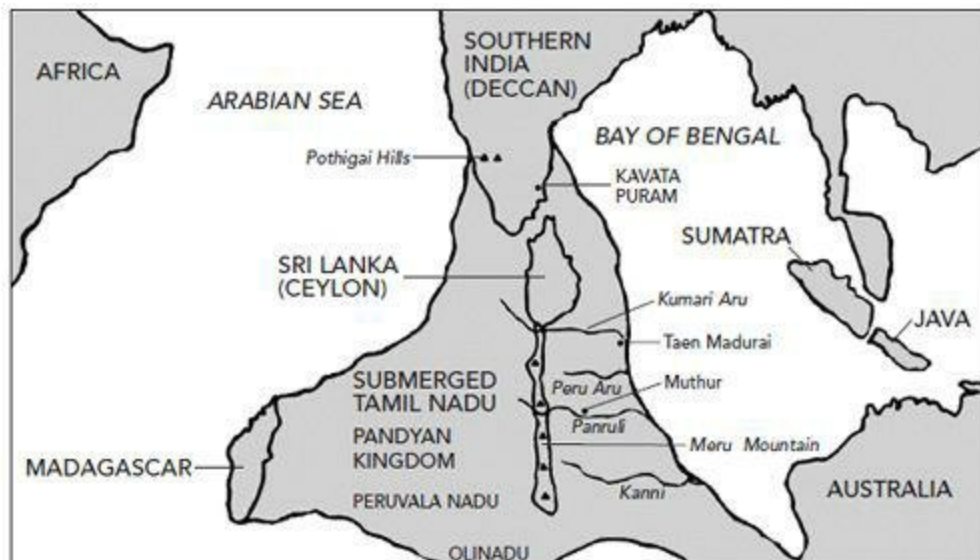 AFRICA
ARABIAN SEA
SOUTHERN
INDIA
(DECCAN)
BAY OF BENGAL
Pothigai Hills
KAVATA
PURAM
SUMATRA
SRI LANKA
(CEYLON)
Kumari Aru
JAVA
Taen Madurai
SUBMERGED
TAMIL NADU
Peru Aru
Muthur
Panruli
PANDYAN
KINGDOM
Meru Mountain
MADAGASCAR
PERUVALA NADU
Kanni
AUSTRALIA
OLINADU